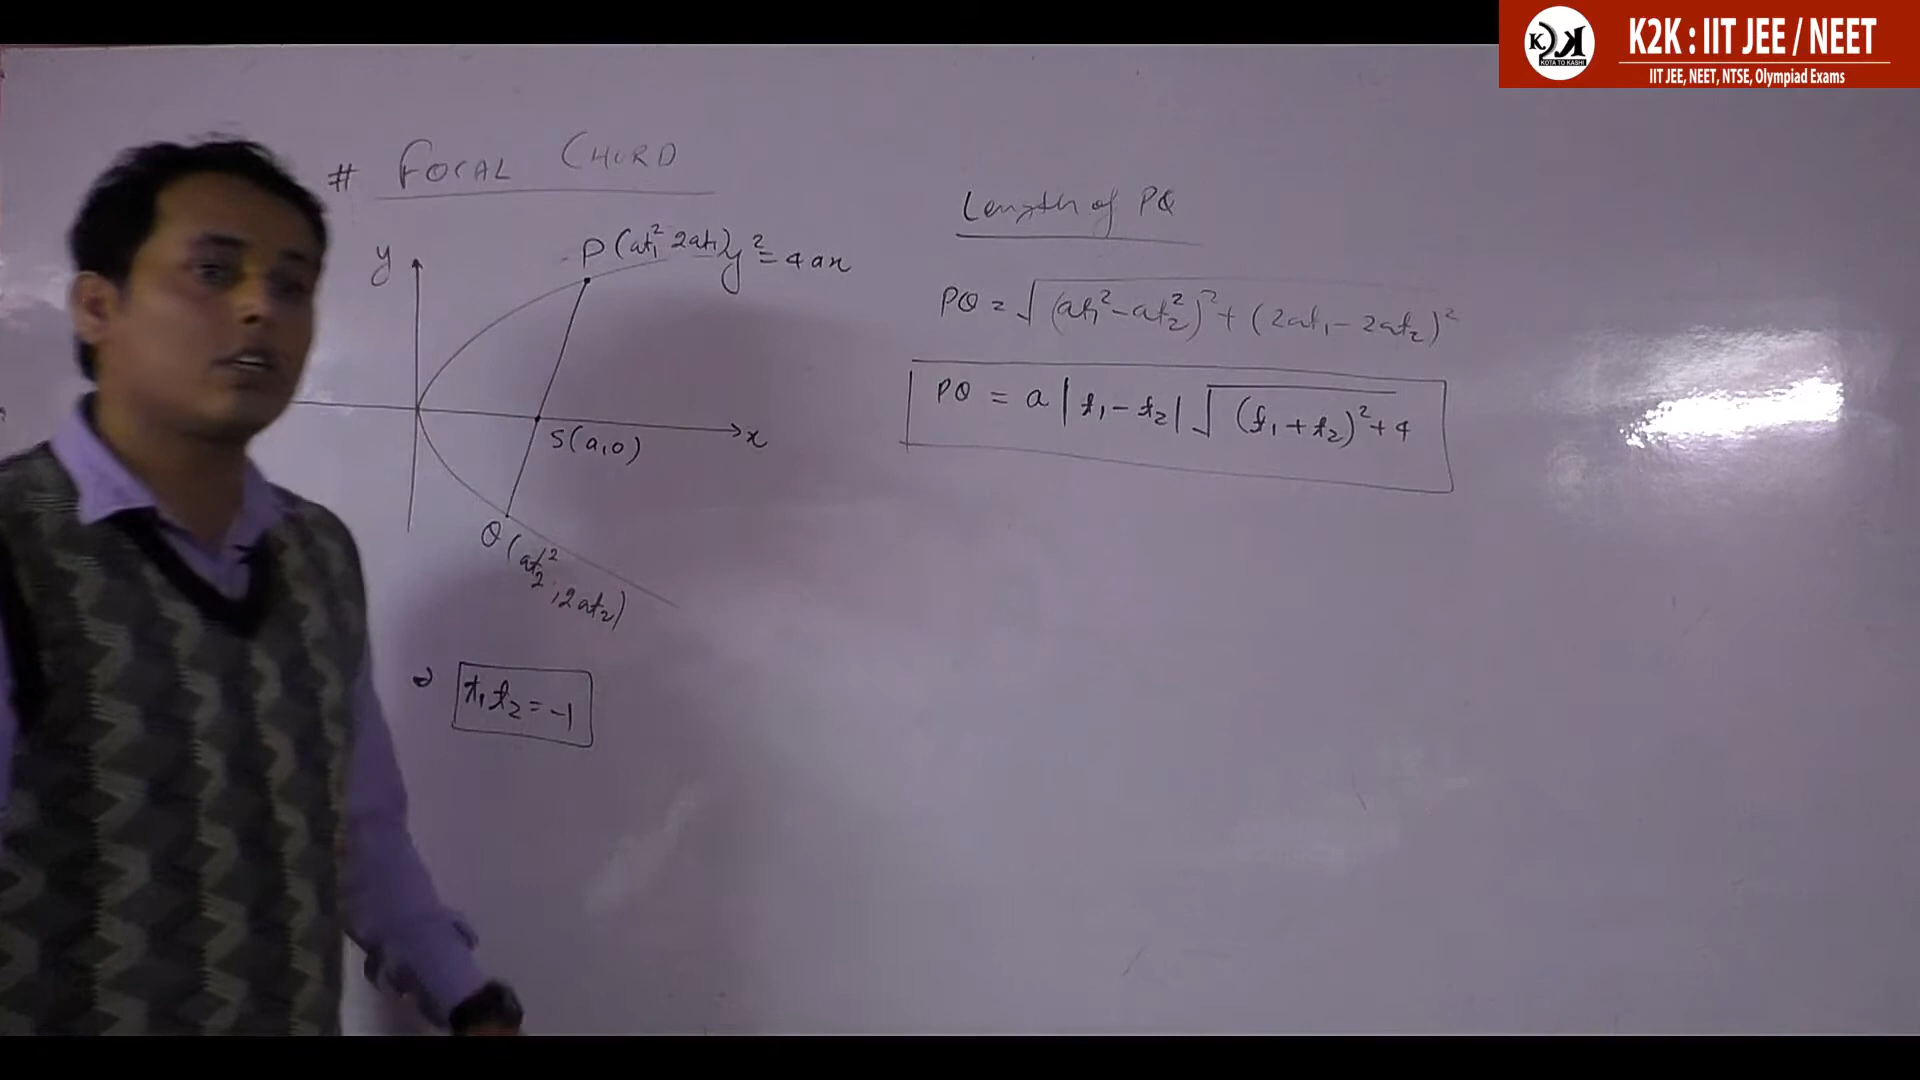 K2K : IIT JEE / NEET
IIT JEE, NEET, NTSE, Olympiad Exams
KOTA TO KASHI
# FOCAL CHORD
y
P(at₁² 2at₁) y² = 4ax
S(a,0)
x
Q(at₂², 2at₂)
⇒ t₁t₂ = -1
Length of PQ
PQ = √(at₁² - at₂²)² + (2at₁ - 2at₂)²
PQ = a|t₁ - t₂|√(t₁ + t₂)² + 4